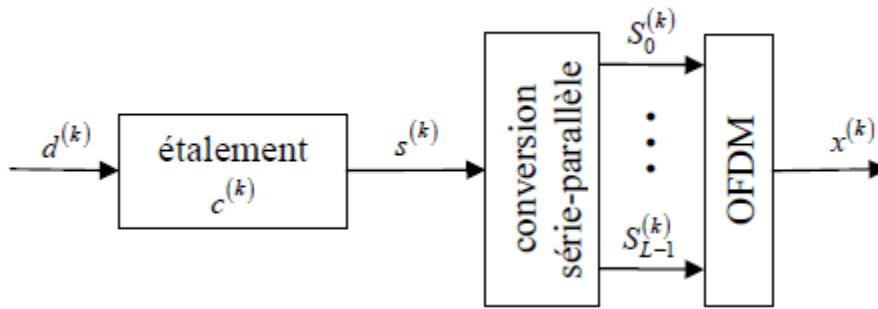 d^{(k)}
étalement
c^{(k)}
s^{(k)}
conversion
série-parallèle
S_0^{(k)}
S_{L-1}^{(k)}
OFDM
x^{(k)}